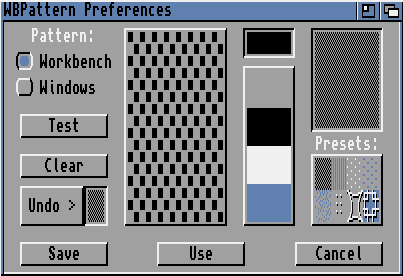 WBPattern Preferences
Pattern:
Workbench
Windows
Test
Clear
Undo >
Presets:
Save
Use
Cancel